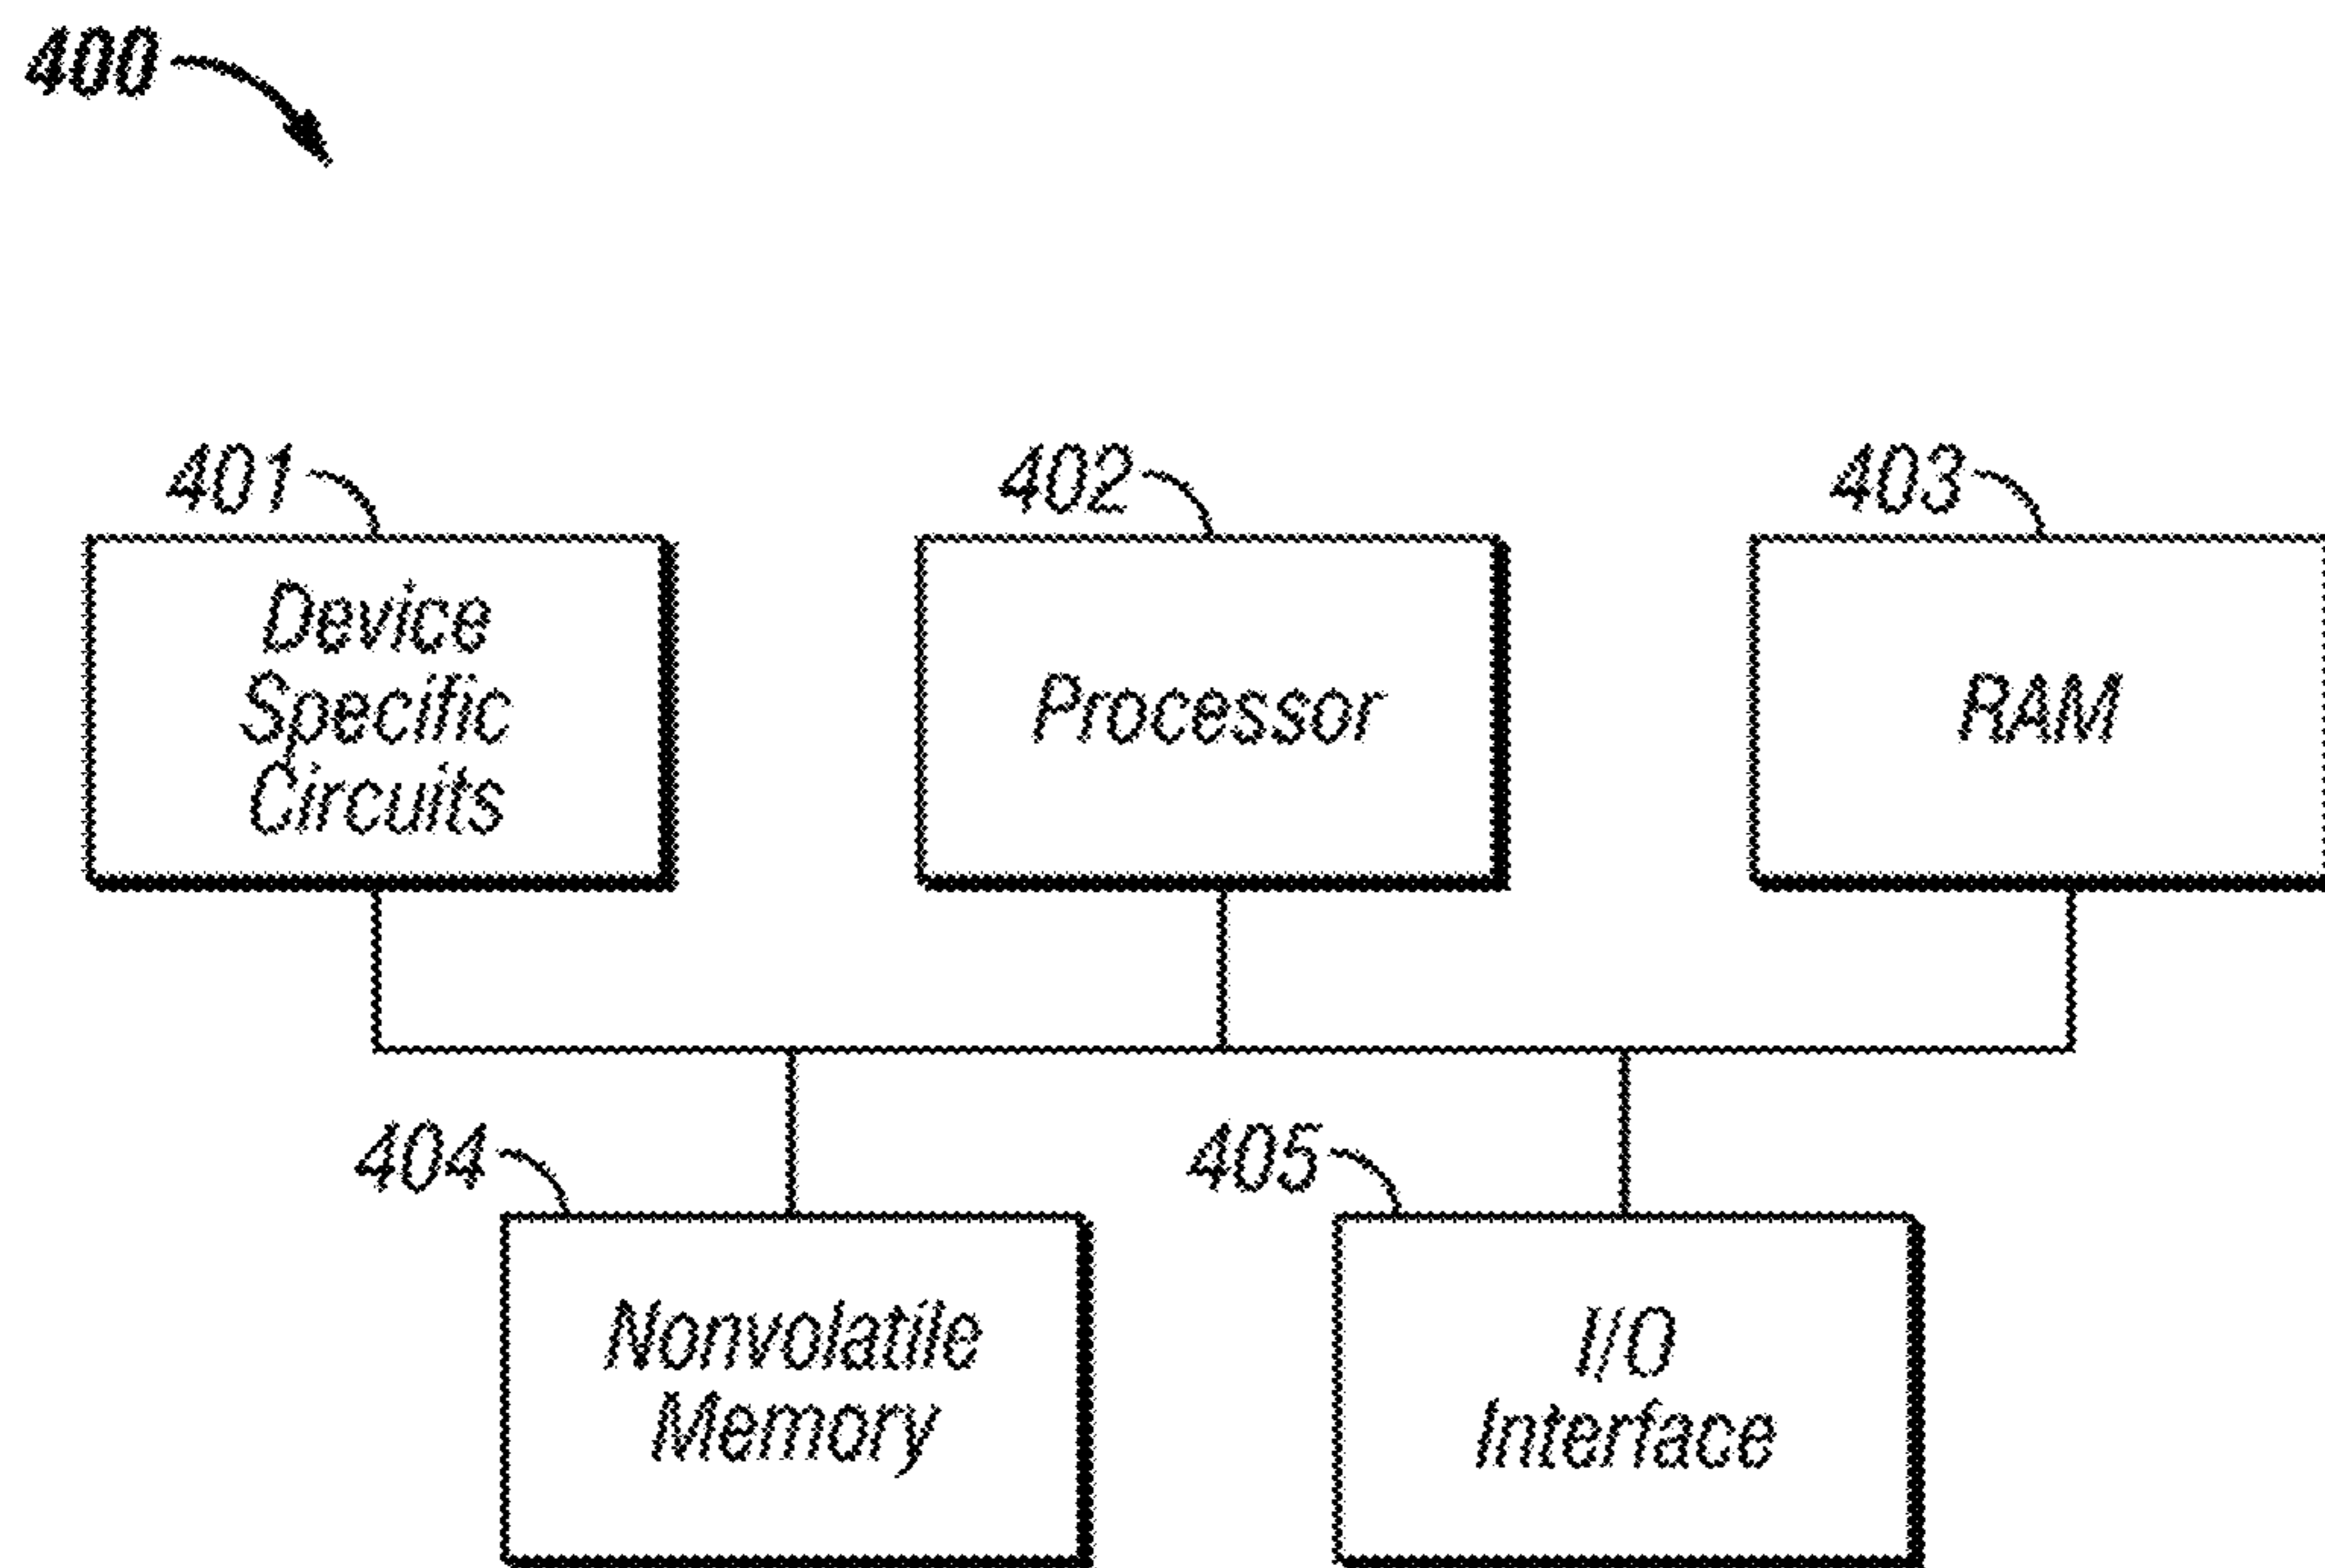 400
401
402
403
Device
Specific
Circuits
Processor
RAM
404
405
Nonvolatile
Memory
I/O
Interface